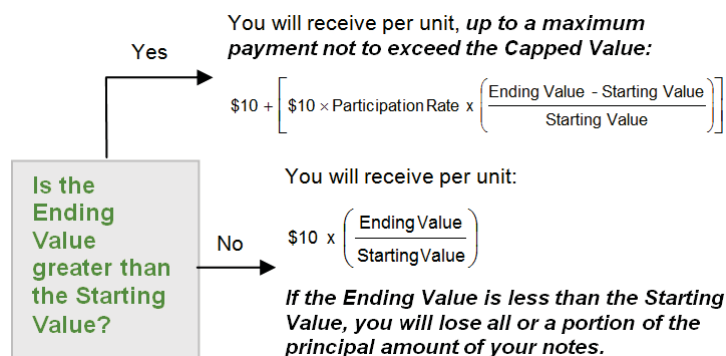 You will receive per unit, up to a maximum
payment not to exceed the Capped Value:
Yes
$10 + [ $10 × Participation Rate x ( Ending Value - Starting Value
Starting Value ) ]
Is the
Ending
Value
greater than
the Starting
Value?
You will receive per unit:
No
$10 x ( Ending Value
Starting Value )
If the Ending Value is less than the Starting
Value, you will lose all or a portion of the
principal amount of your notes.